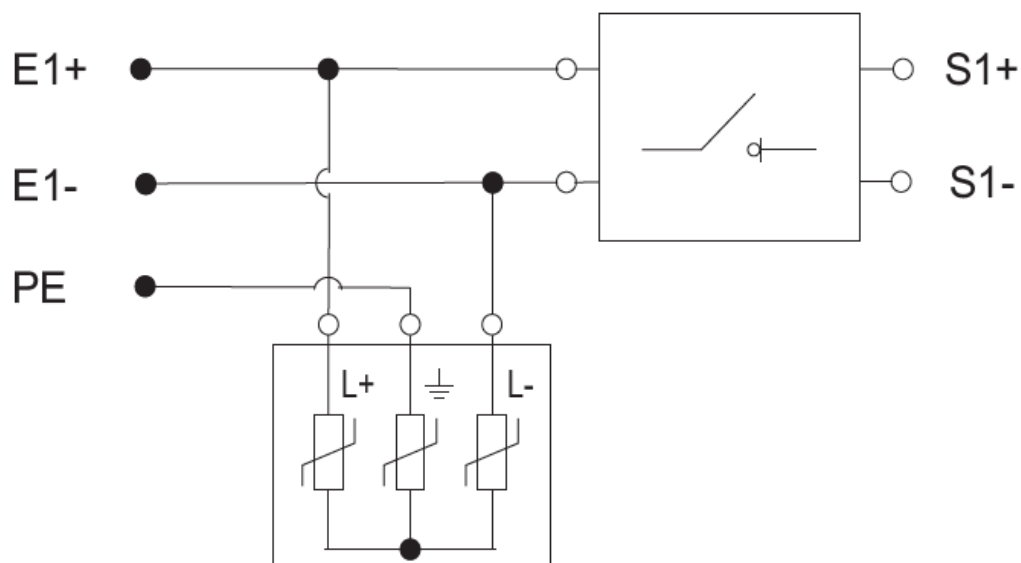 E1+
S1+
E1-
S1-
PE
L+
L-